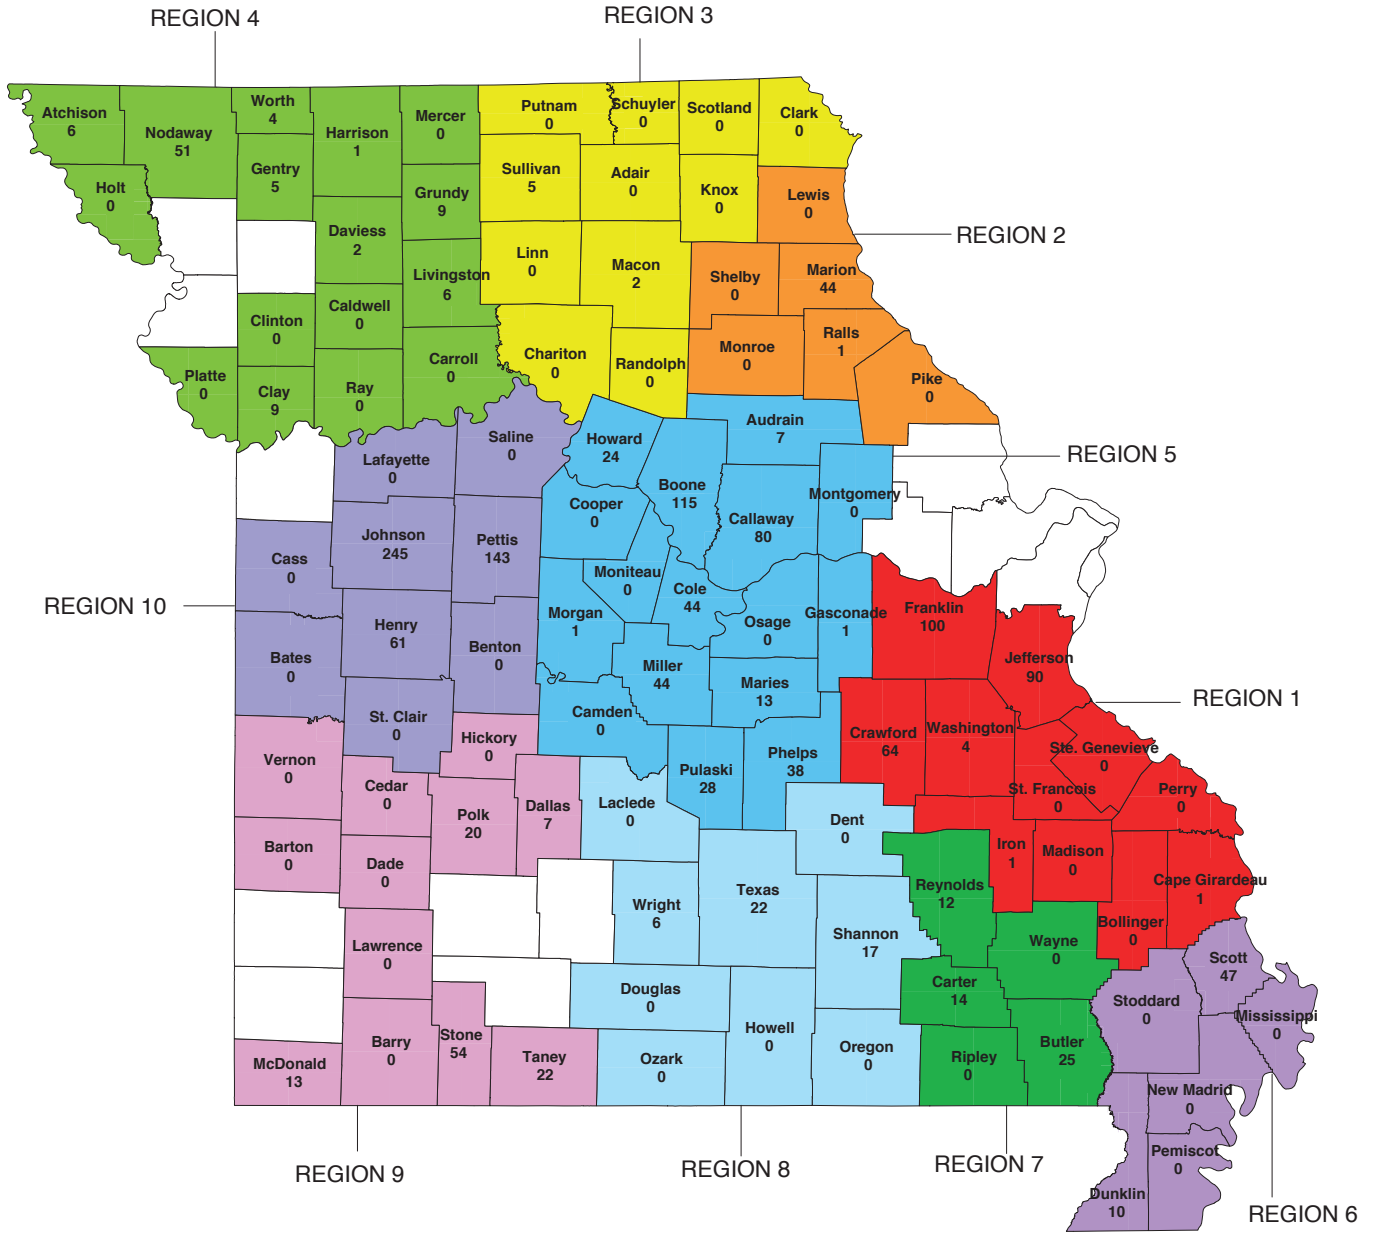 REGION 4
REGION 3
Atchison
6
Nodaway
51
Worth
4
Harrison
1
Mercer
0
Putnam
0
Schuyler
0
Scotland
0
Clark
0
Holt
0
Gentry
5
Grundy
9
Sullivan
5
Adair
0
Knox
0
Lewis
0
REGION 2
Daviess
2
Livingston
6
Linn
0
Macon
2
Shelby
0
Marion
44
Clinton
0
Caldwell
0
Carroll
0
Chariton
0
Randolph
0
Monroe
0
Ralls
1
Pike
0
Platte
0
Clay
9
Ray
0
Lafayette
0
Saline
0
Howard
24
Boone
115
Audrain
7
REGION 5
Montgomery
0
Callaway
80
Cooper
0
Johnson
245
Pettis
143
Cass
0
Moniteau
0
Cole
44
REGION 10
Morgan
1
Osage
0
Gasconade
1
Franklin
100
Henry
61
Benton
0
Bates
0
Miller
44
Maries
13
Jefferson
90
REGION 1
St. Clair
0
Camden
0
Hickory
0
Crawford
64
Washington
4
Ste. Genevieve
0
Vernon
0
Cedar
0
Pulaski
28
Phelps
38
St. Francois
0
Perry
0
Polk
20
Dallas
7
Laclede
0
Dent
0
Barton
0
Dade
0
Iron
1
Madison
0
Reynolds
12
Cape Girardeau
1
Texas
22
Wright
6
Bollinger
0
Lawrence
0
Shannon
17
Wayne
0
Scott
47
Douglas
0
Carter
14
Stoddard
0
Mississippi
0
McDonald
13
Barry
0
Stone
54
Taney
22
Ozark
0
Howell
0
Oregon
0
Ripley
0
Butler
25
New Madrid
0
Pemiscot
0
Dunklin
10
REGION 9
REGION 8
REGION 7
REGION 6